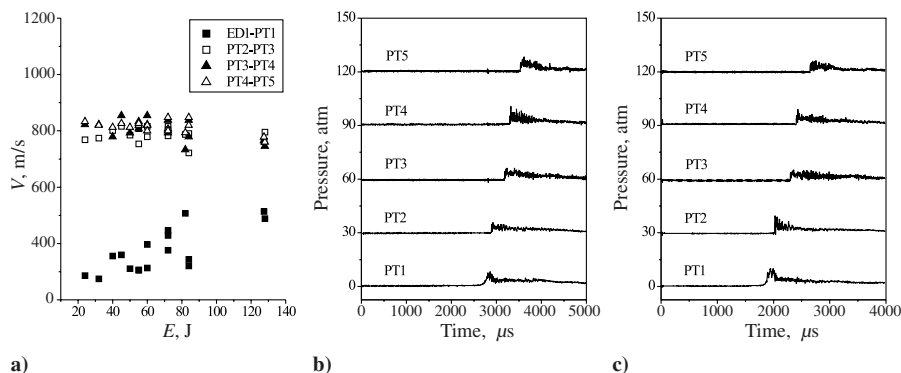 1200
1000
800
600
400
200
0
V, m/s
0 20 40 60 80 100 120 140
E, J
ED1-PT1
PT2-PT3
PT3-PT4
PT4-PT5
a)
150
120
90
60
30
0
Pressure, atm
PT5
PT4
PT3
PT2
PT1
0 1000 2000 3000 4000 5000
Time, μs
b)
150
120
90
60
30
0
Pressure, atm
PT5
PT4
PT3
PT2
PT1
0 1000 2000 3000 4000
Time, μs
c)